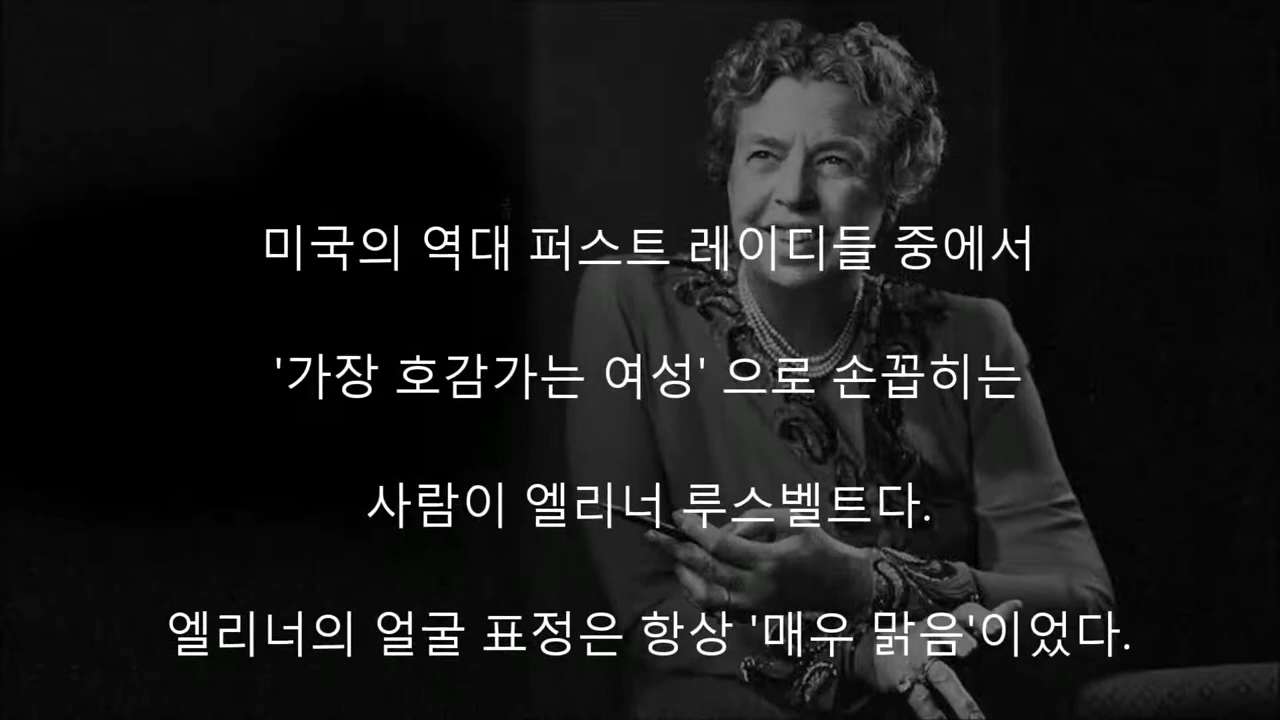 미국의 역대 퍼스트 레이디들 중에서
'가장 호감가는 여성' 으로 손꼽히는
사람이 엘리너 루스벨트다.
엘리너의 얼굴 표정은 항상 '매우 맑음'이었다.